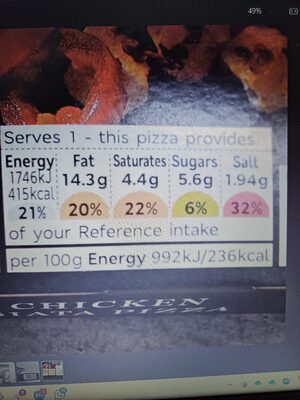 49%
Serves 1 - this pizza provides
Energy Fat Saturates Sugars Salt
1746kJ 14.3g 4.4g 5.6g 1.94g
415kcal
21% 20% 22% 6% 32%
of your Reference intake
per 100g Energy 992kJ/236kcal
CHICKEN
PIZZA